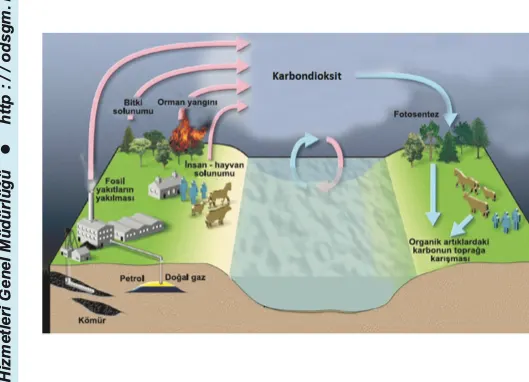 Hizmetleri Genel Müdürlüğü ● http://odsgm.
Karbondioksit
Bitki
solunumu
Orman yangını
Fotosentez
İnsan - hayvan
solunumu
Fosil
yakıtların
yakılması
Organik artıklardaki
karbonun toprağa
karışması
Petrol
Doğal gaz
Kömür